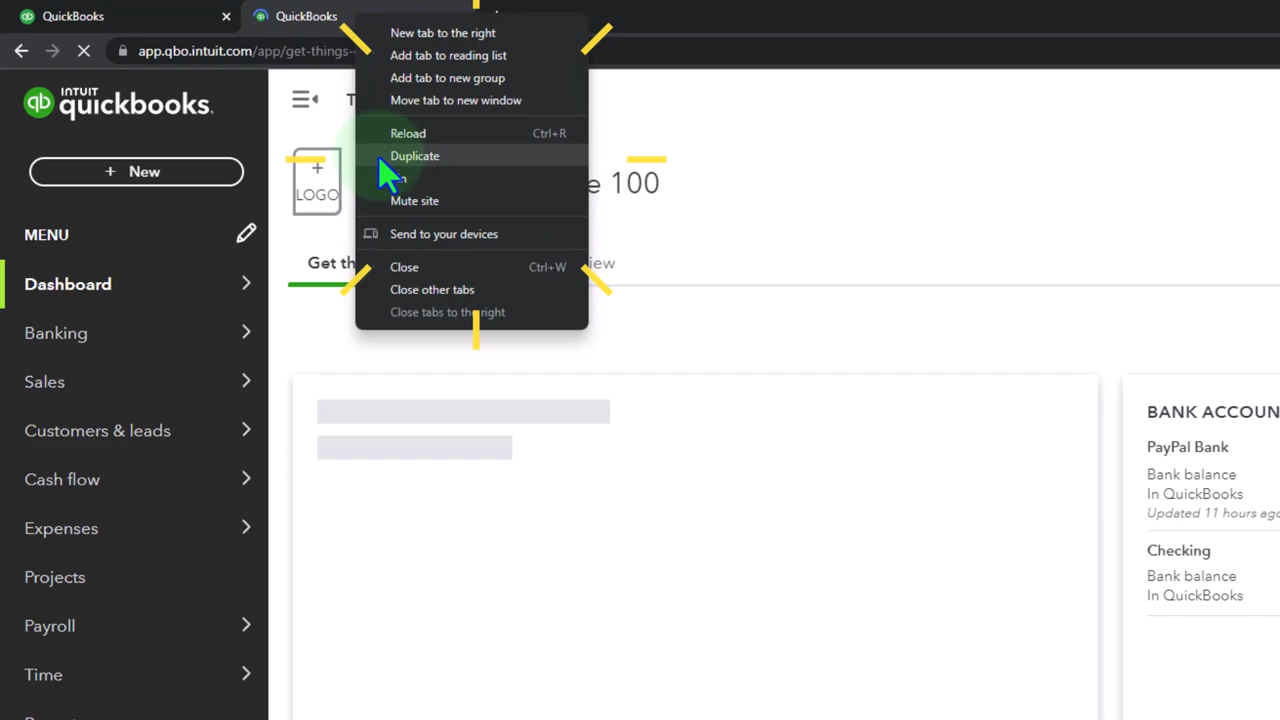 QuickBooks
QuickBooks
app.qbo.intuit.com/app/get-things-
New tab to the right
Add tab to reading list
Add tab to new group
Move tab to new window
Reload Ctrl+R
Duplicate
Mute site
Send to your devices
Close Ctrl+W
Close other tabs
Close tabs to the right
INTUIT
quickbooks.
+ New
MENU
Dashboard
Banking
Sales
Customers & leads
Cash flow
Expenses
Projects
Payroll
Time
T
+
LOGO
e 100
Get th
iew
BANK ACCOUN
PayPal Bank
Bank balance
In QuickBooks
Updated 11 hours ago
Checking
Bank balance
In QuickBooks